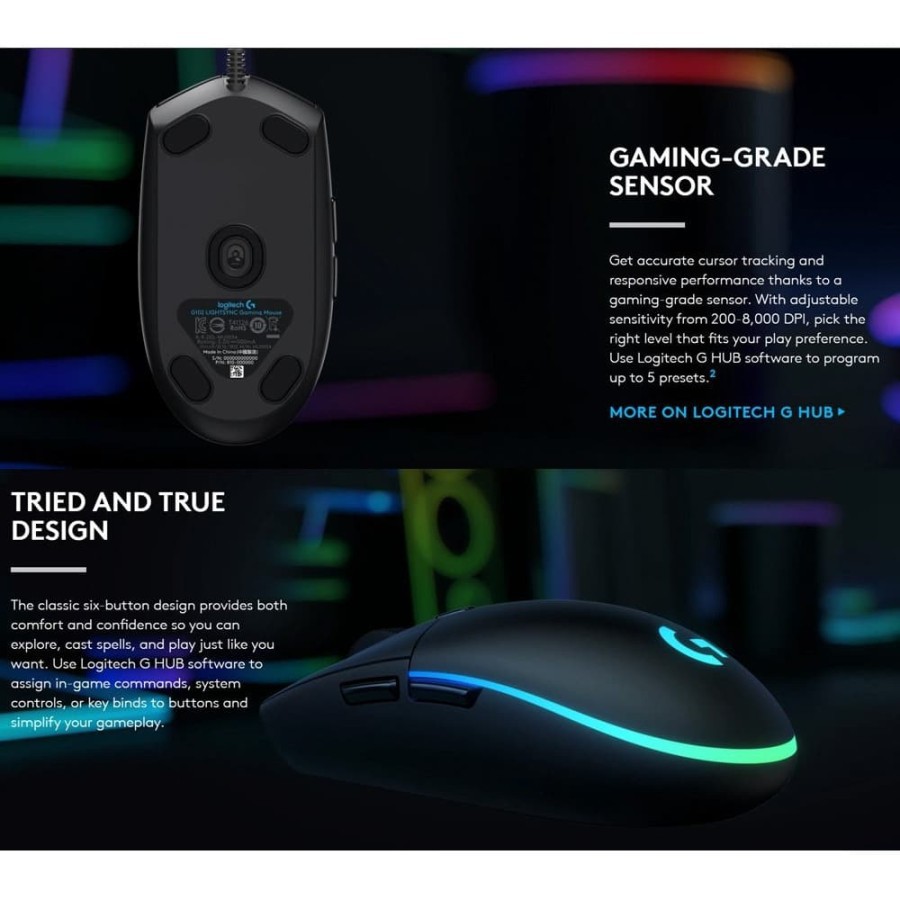 GAMING-GRADE
SENSOR
Get accurate cursor tracking and
responsive performance thanks to a
gaming-grade sensor. With adjustable
sensitivity from 200-8,000 DPI, pick the
right level that fits your play preference.
Use Logitech G HUB software to program
up to 5 presets.2
MORE ON LOGITECH G HUB ▸
logitech G
G102 LIGHTSYNC Gaming Mouse
RoHS
Made in China
S/N: 000000000000
P/N: 810-000000
TRIED AND TRUE
DESIGN
The classic six-button design provides both
comfort and confidence so you can
explore, cast spells, and play just like you
want. Use Logitech G HUB software to
assign in-game commands, system
controls, or key binds to buttons and
simplify your gameplay.
G